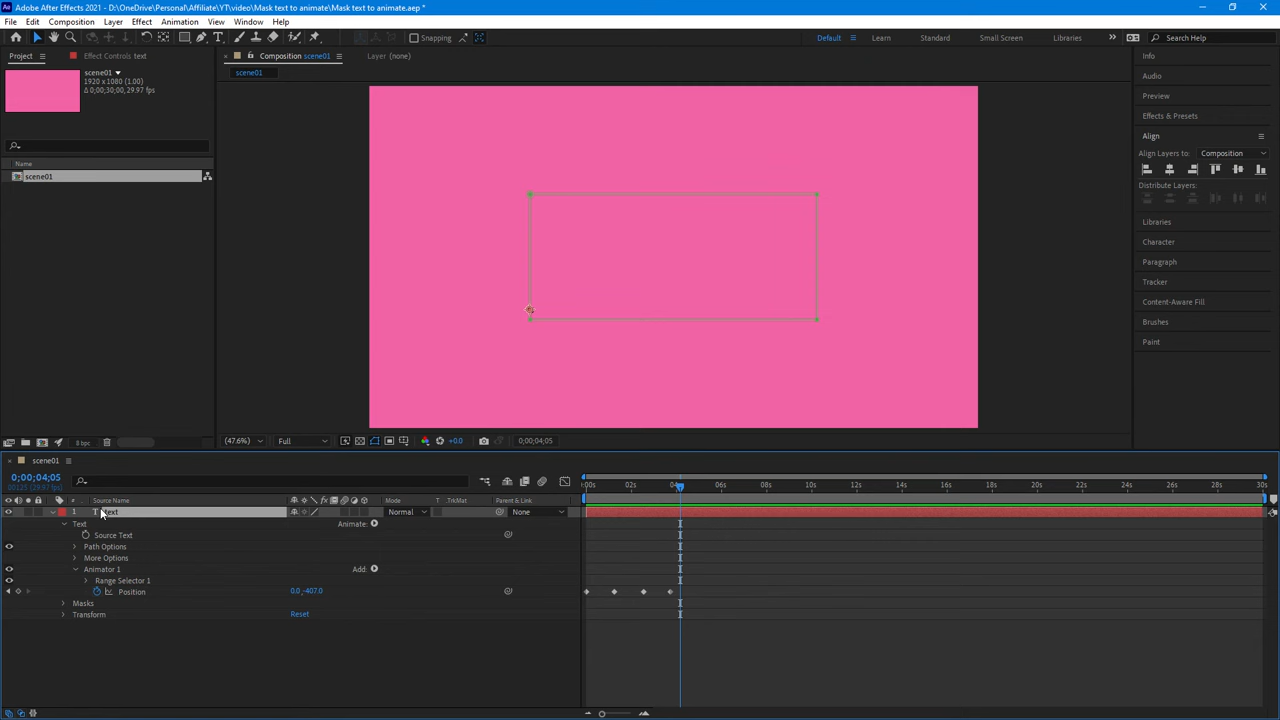 Adobe After Effects 2021 - D:\OneDrive\Personal\Affiliate\YT\video\Mask text to animate\Mask text to animate.aep *
File Edit Composition Layer Effect Animation View Window Help
Snapping Default Learn Standard Small Screen Libraries Search Help
Project Effect Controls text Composition scene01 Layer (none) Info
scene01 scene01
1920 x 1080 (1.00)
Δ 0;00;30;00, 29.97 fps
Audio
Preview
Effects & Presets
Align
Align Layers to: Composition
Name
scene01
Distribute Layers:
Libraries
Character
Paragraph
Tracker
Content-Aware Fill
Brushes
Paint
8 bpc (47.6%) Full +0.0 0;00;04;05
scene01
0;00;04;05
00125 (29.97 fps)
:00s 02s 04s 06s 08s 10s 12s 14s 16s 18s 20s 22s 24s 26s 28s 30s
# Source Name Mode T .TrkMat Parent & Link
1 T text Normal None
Text Animate:
Source Text
Path Options
More Options
Animator 1 Add:
Range Selector 1
Position 0.0,-407.0
Masks
Transform Reset